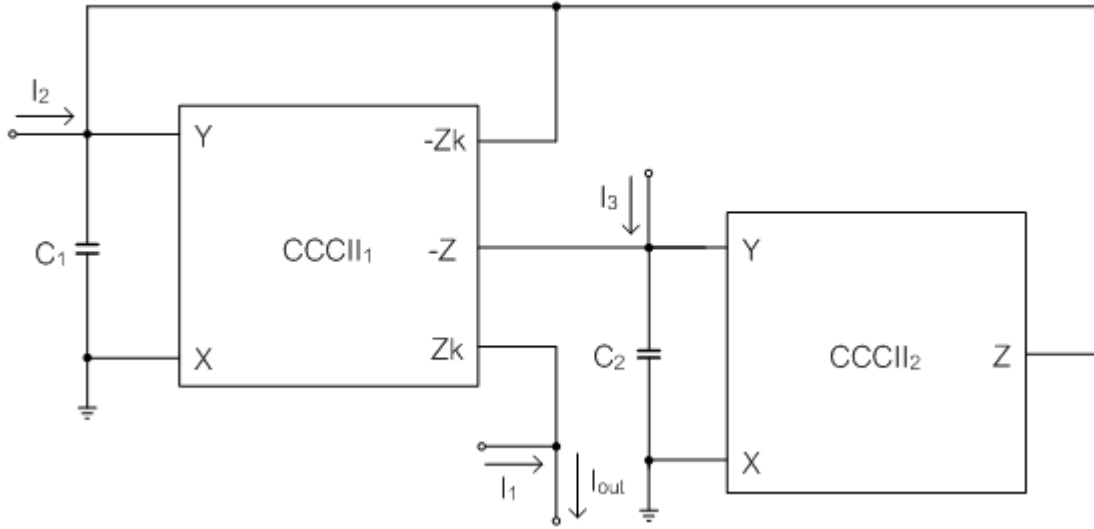 I₂
Y
-Zk
I₃
C₁
CCCII₁
-Z
Y
Zk
C₂
CCCII₂
Z
X
X
I₁
Iout